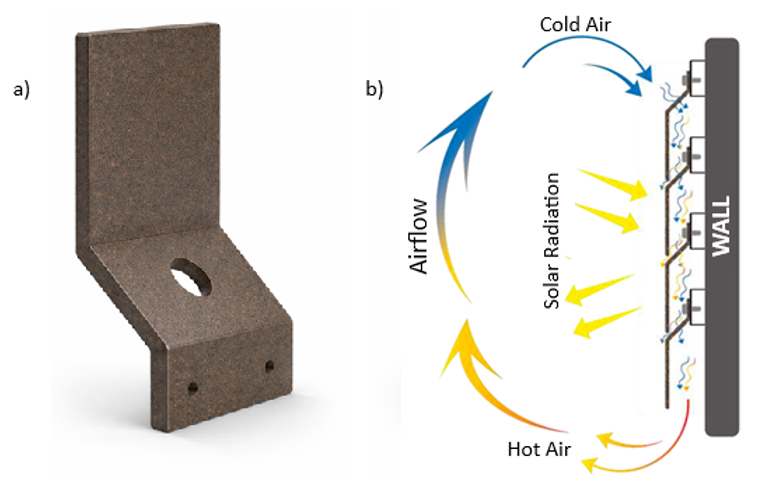 a)
b)
Cold Air
Airflow
Solar Radiation
WALL
Hot Air